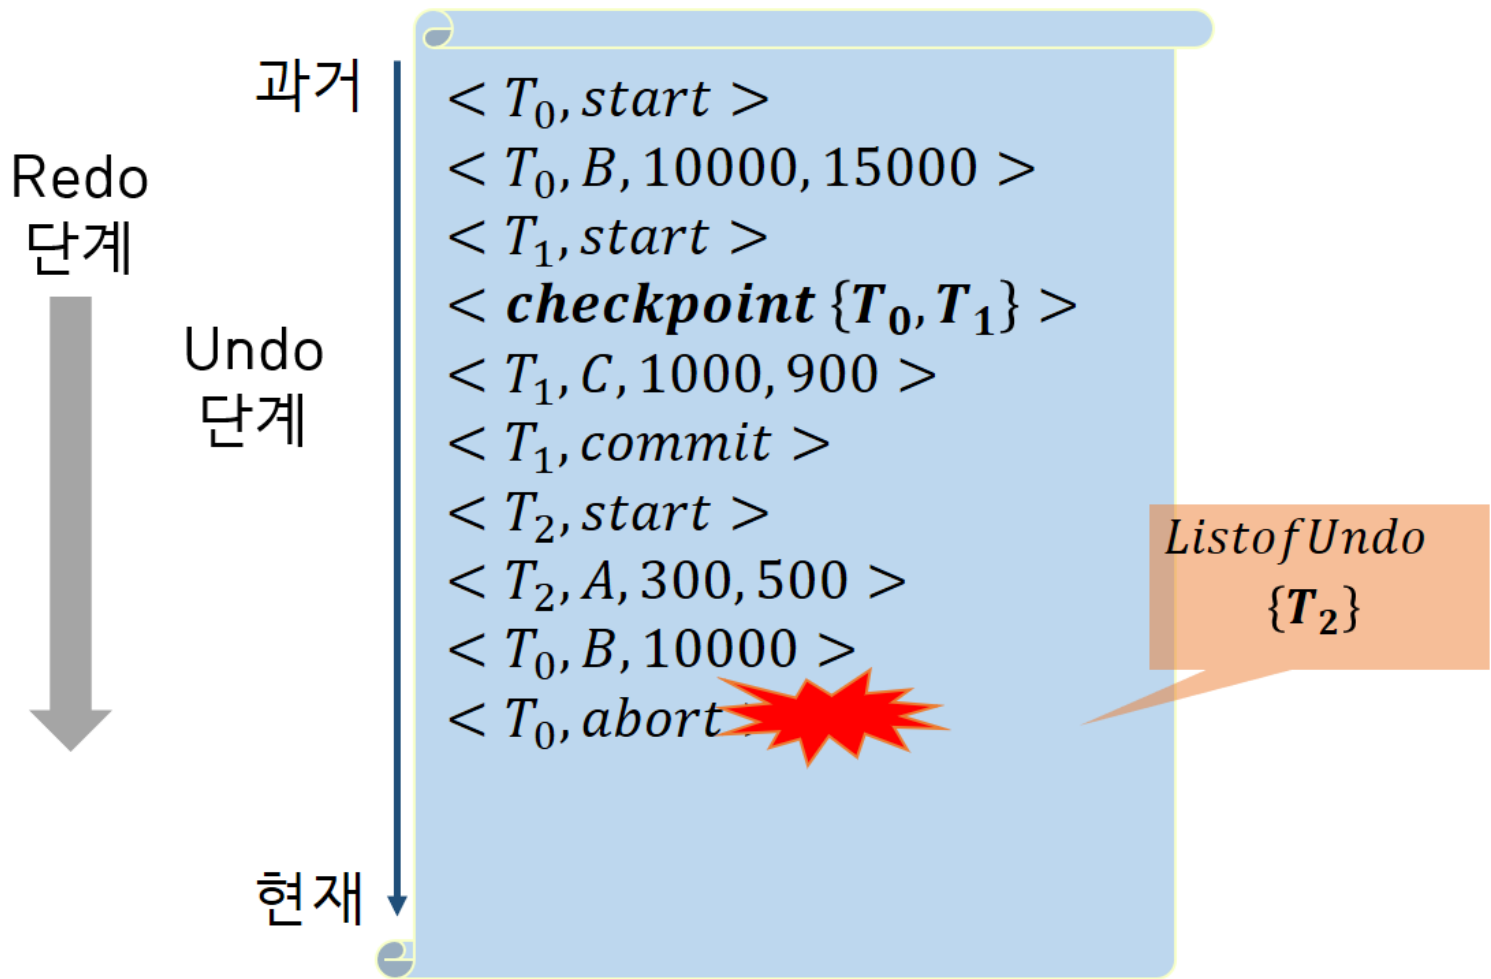 과거
Redo
단계
Undo
단계
현재
< T₀, start >
< T₀, B, 10000, 15000 >
< T₁, start >
< checkpoint {T₀, T₁} >
< T₁, C, 1000, 900 >
< T₁, commit >
< T₂, start >
< T₂, A, 300, 500 >
< T₀, B, 10000 >
< T₀, abort >
ListofUndo
{T₂}